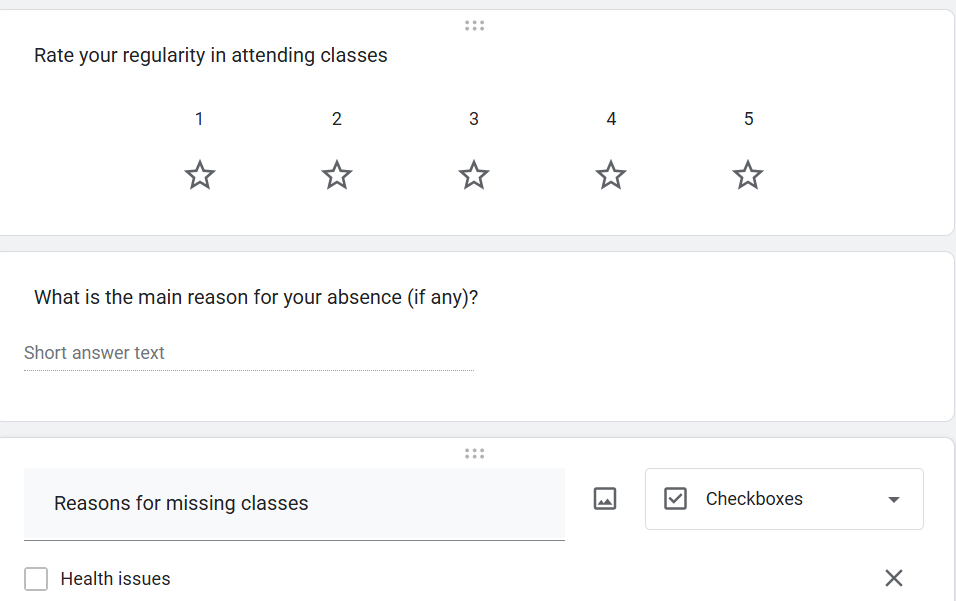 Rate your regularity in attending classes
1 2 3 4 5
What is the main reason for your absence (if any)?
Short answer text
Reasons for missing classes
Checkboxes
Health issues